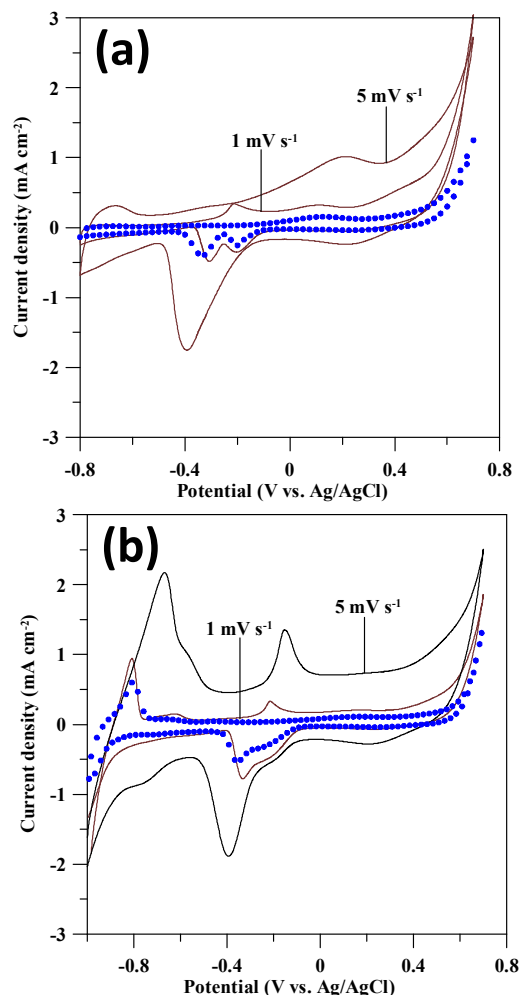 (a)
3
2
1
0
-1
-2
-3
Current density (mA cm-2)
1 mV s-1
5 mV s-1
-0.8
-0.4
0
0.4
0.8
Potential (V vs. Ag/AgCl)
(b)
3
2
1
0
-1
-2
-3
Current density (mA cm-2)
1 mV s-1
5 mV s-1
-0.8
-0.4
0
0.4
0.8
Potential (V vs. Ag/AgCl)